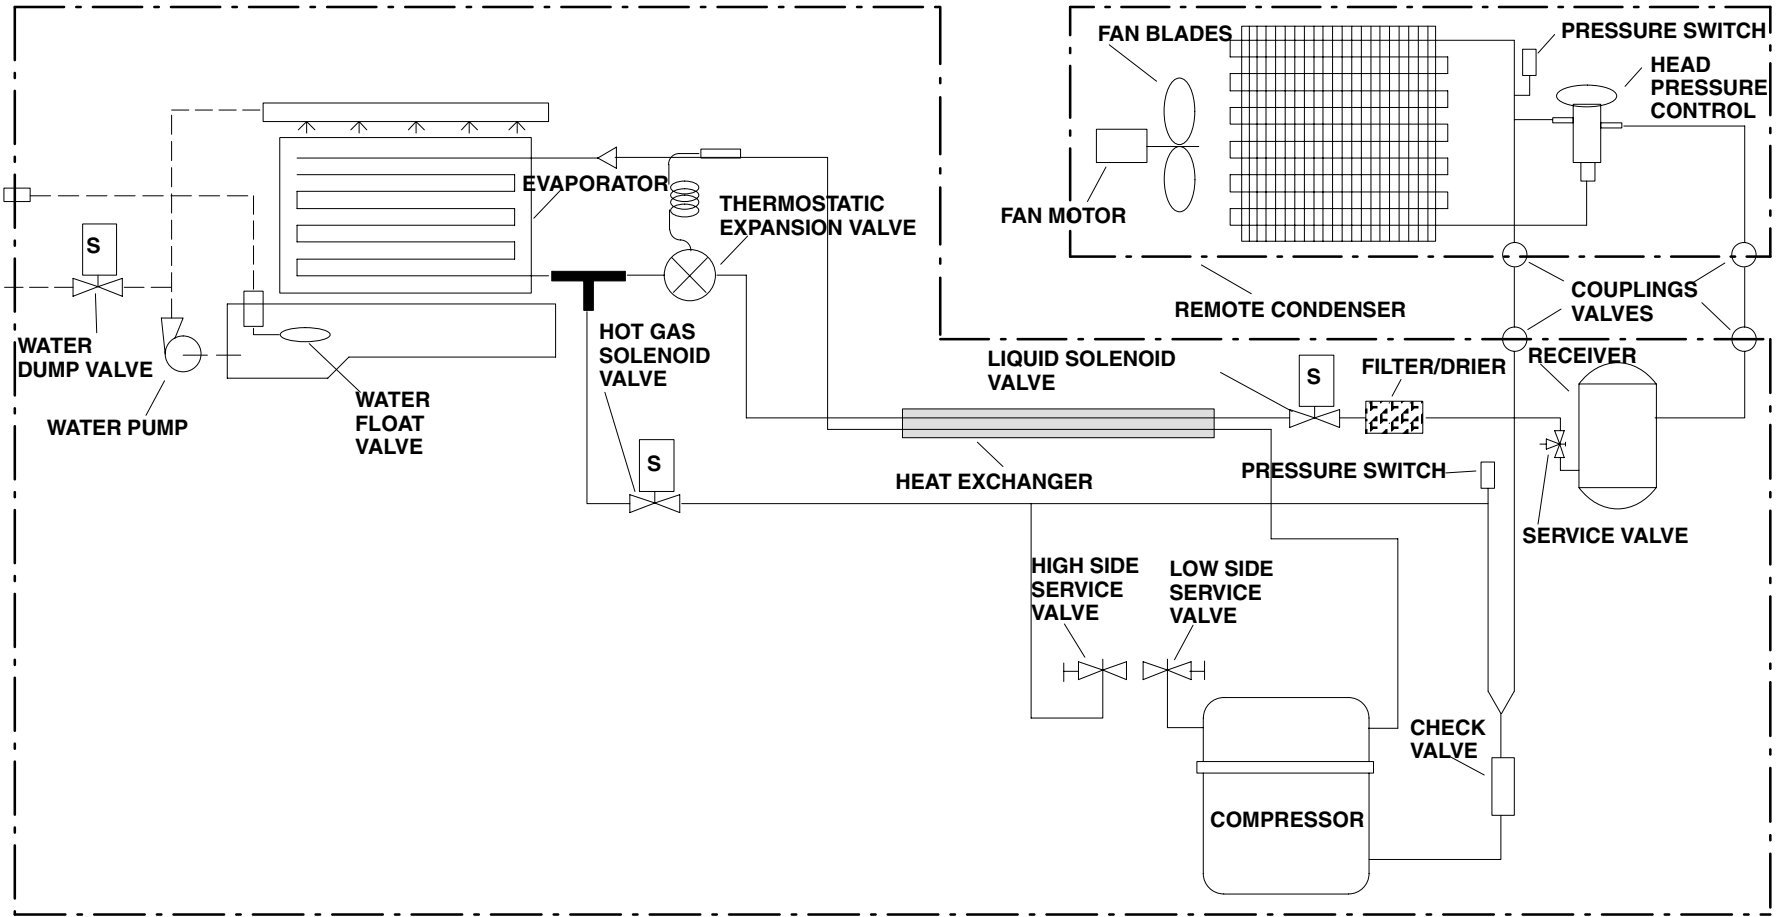 FAN BLADES
PRESSURE SWITCH
HEAD
PRESSURE
CONTROL
EVAPORATOR
THERMOSTATIC
EXPANSION VALVE
FAN MOTOR
S
REMOTE CONDENSER
COUPLINGS
VALVES
WATER
DUMP VALVE
HOT GAS
SOLENOID
VALVE
LIQUID SOLENOID
VALVE
S
FILTER/DRIER
RECEIVER
WATER PUMP
WATER
FLOAT
VALVE
S
HEAT EXCHANGER
PRESSURE SWITCH
SERVICE VALVE
HIGH SIDE
SERVICE
VALVE
LOW SIDE
SERVICE
VALVE
CHECK
VALVE
COMPRESSOR